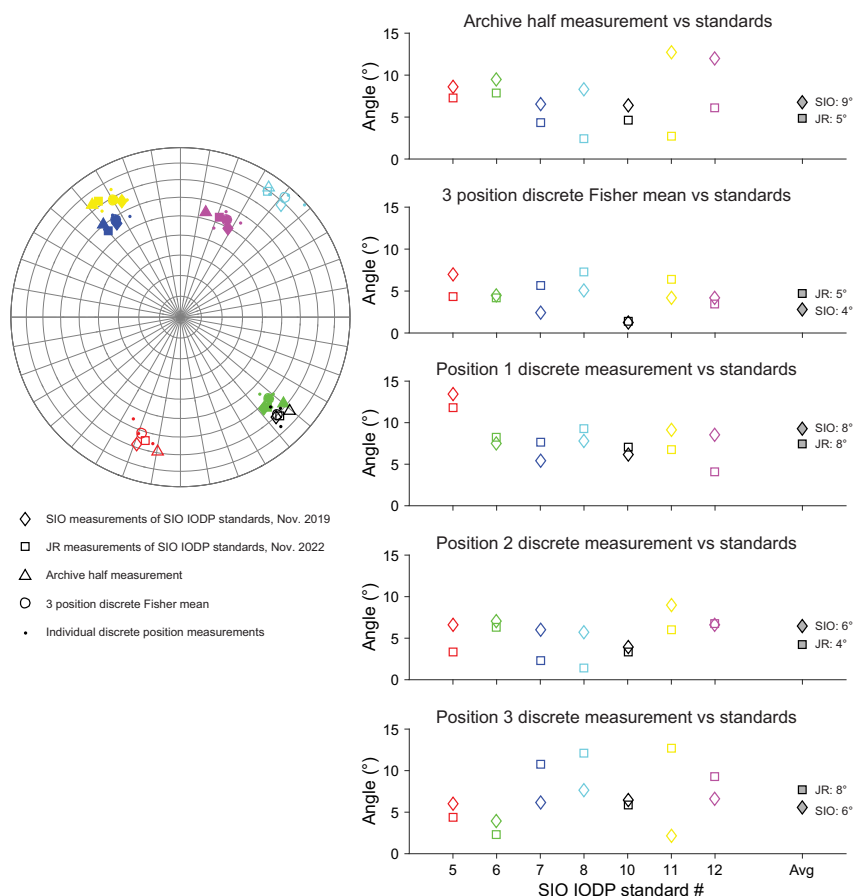 Archive half measurement vs standards
Angle (°)
15
10
5
0
SIO: 9°
JR: 5°
3 position discrete Fisher mean vs standards
Angle (°)
15
10
5
0
JR: 5°
SIO: 4°
Position 1 discrete measurement vs standards
Angle (°)
15
10
5
0
SIO: 8°
JR: 8°
SIO measurements of SIO IODP standards, Nov. 2019
JR measurements of SIO IODP standards, Nov. 2022
Archive half measurement
3 position discrete Fisher mean
Individual discrete position measurements
Position 2 discrete measurement vs standards
Angle (°)
15
10
5
0
SIO: 6°
JR: 4°
Position 3 discrete measurement vs standards
Angle (°)
15
10
5
0
JR: 8°
SIO: 6°
5 6 7 8 10 11 12 Avg
SIO IODP standard #